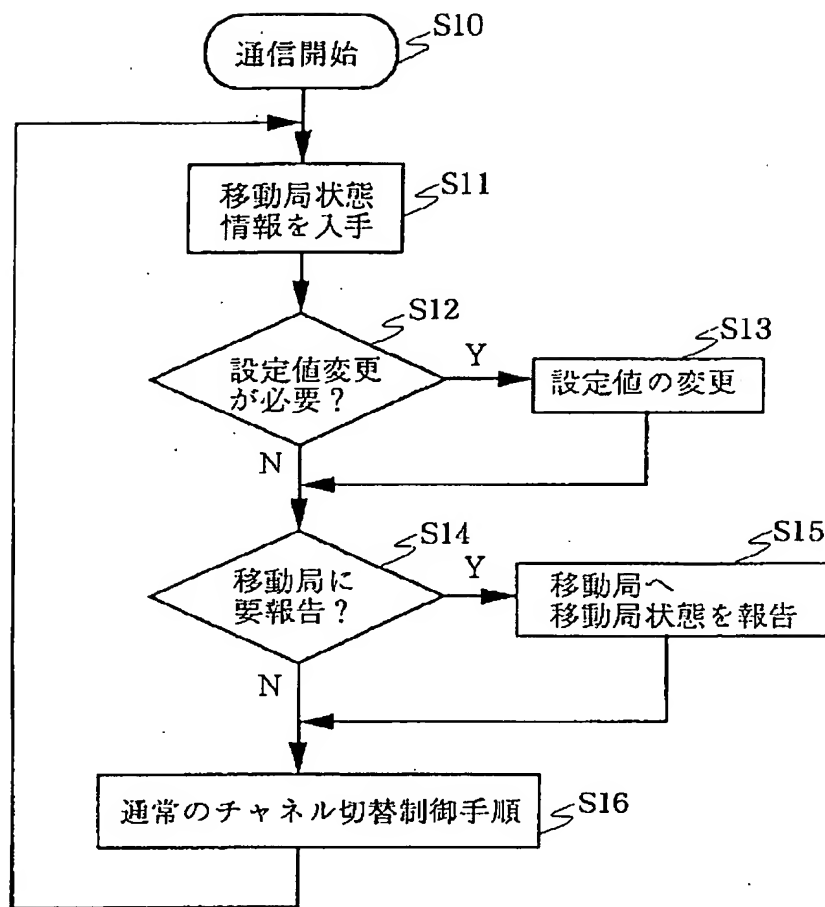 通信開始
S10
移動局状態
情報を入手
S11
設定値変更
が必要?
S12
Y
N
設定値の変更
S13
移動局に
要報告?
S14
Y
N
移動局へ
移動局状態を報告
S15
通常のチャネル切替制御手順
S16